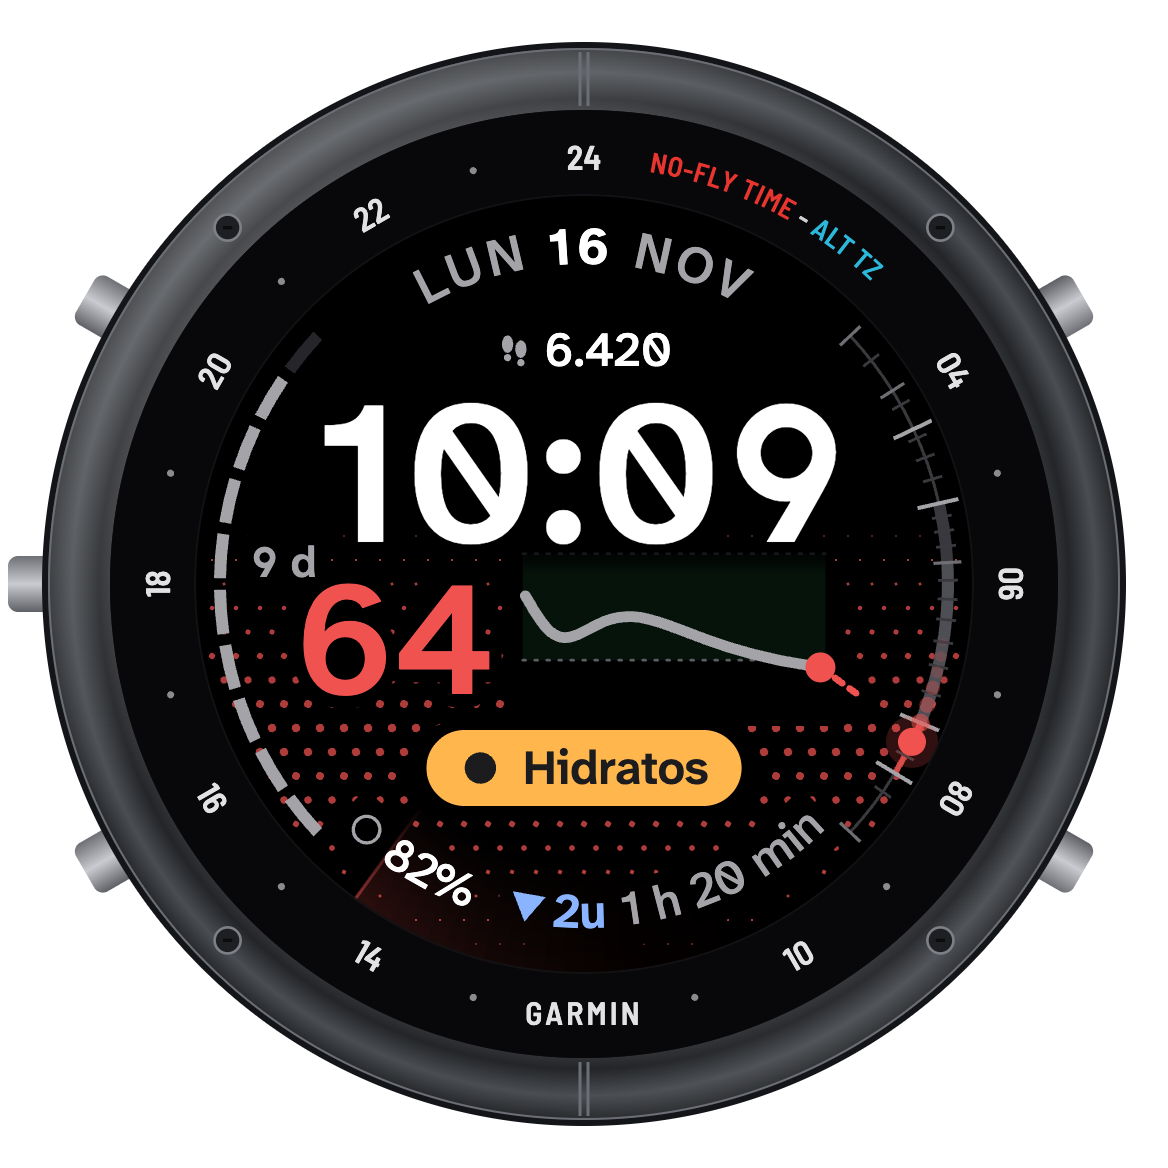 24
NO-FLY TIME - ALT TZ
22
LUN 16 NOV
6.420
20
04
10:09
9 d
64
18
06
Hidratos
16
08
82%
2u
1 h 20 min
14
10
GARMIN